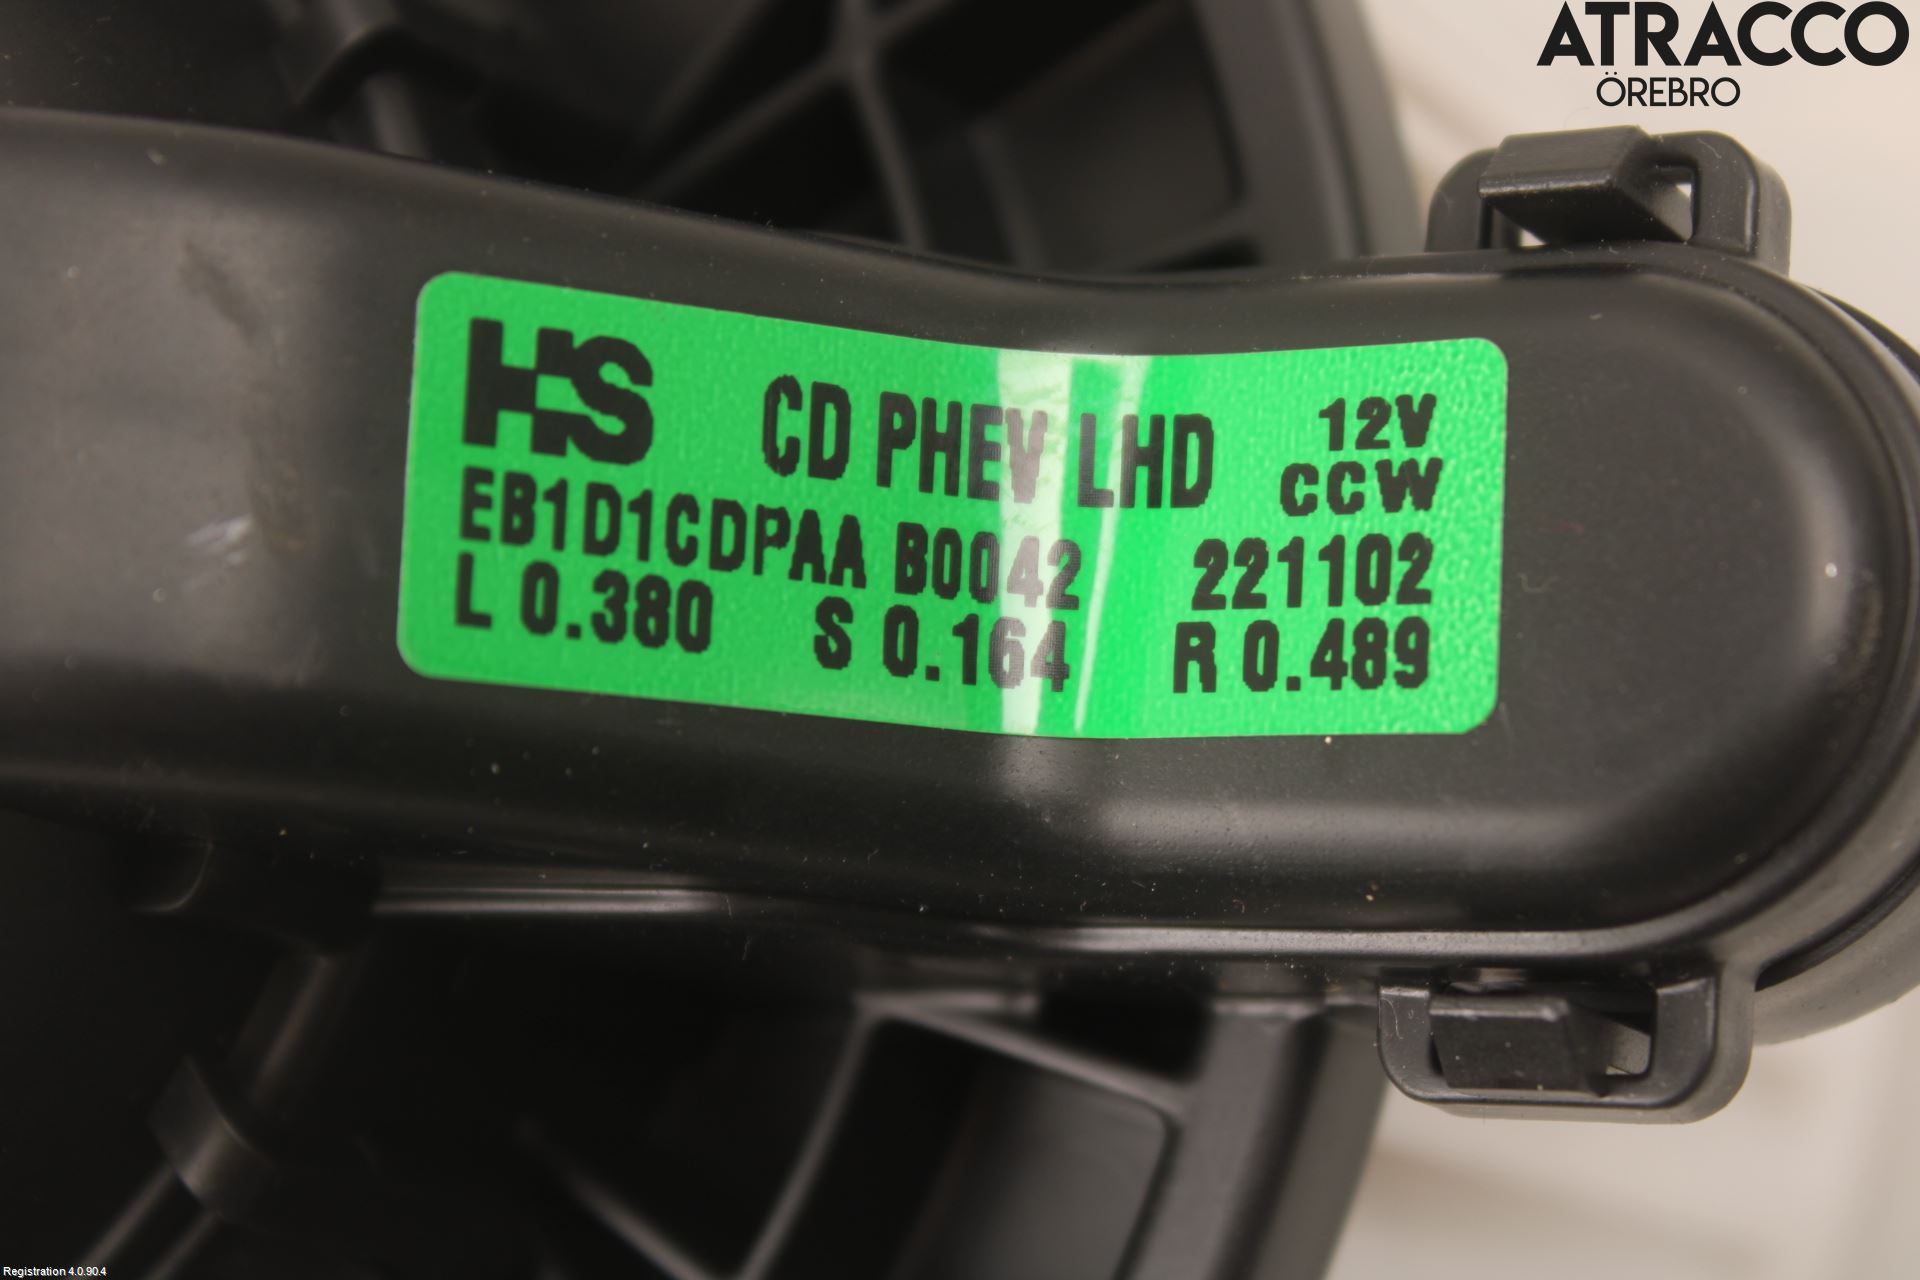 ATRACCO
ÖREBRO
HS CD PHEV LHD 12V
CCW
EB1D1CDPAA B0042 221102
L 0.380 S 0.164 R 0.489
Registration 4.0.90.4